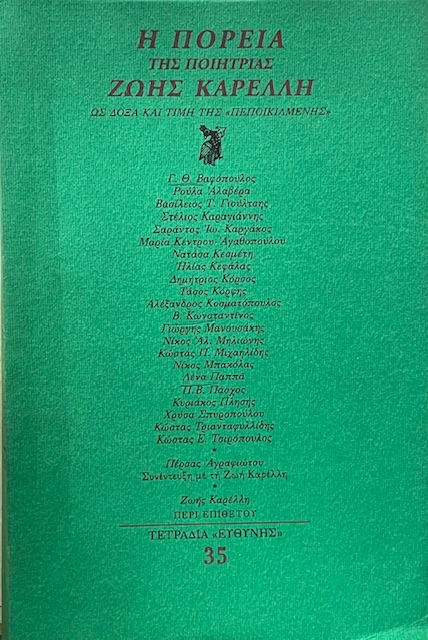 Η ΠΟΡΕΙΑ
ΤΗΣ ΠΟΙΗΤΡΙΑΣ
ΖΩΗΣ ΚΑΡΕΛΛΗ
ΩΣ ΔΟΞΑ ΚΑΙ ΤΙΜΗ ΤΗΣ «ΠΕΠΟΙΚΙΛΜΕΝΗΣ»
Γ. Θ. Βαφόπουλος
Ρούλα Ἀλαβέρα
Βασίλειος Τ. Γιούλτσης
Στέλιος Καραγιάννης
Σαράντος Ἰω. Καργάκος
Μαρία Κέντρου-Ἀγαθοπούλου
Νατάσα Κεσμέτη
Ἠλίας Κεφάλας
Δημήτριος Κόρσος
Τάσος Κόρφης
Ἀλέξανδρος Κοσματόπουλος
Β. Κωνσταντίνος
Γιώργης Μανουσάκης
Νίκος Ἀλ. Μηλιώνης
Κώστας Π. Μιχαηλίδης
Νίκος Μπακόλας
Λένα Παππά
Π.Β. Πάσχος
Κυριάκος Πλησῆς
Χρύσα Σπυροπούλου
Κώστας Τριανταφυλλίδης
Κώστας Ε. Τσιρόπουλος
*
Πέρσας Ἀγραφιώτου
Συνέντευξη μὲ τὴ Ζωὴ Καρέλλη
*
Ζωῆς Καρέλλη
ΠΕΡΙ ΕΠΙΘΕΤΟΥ
ΤΕΤΡΑΔΙΑ «ΕΥΘΥΝΗΣ»
35